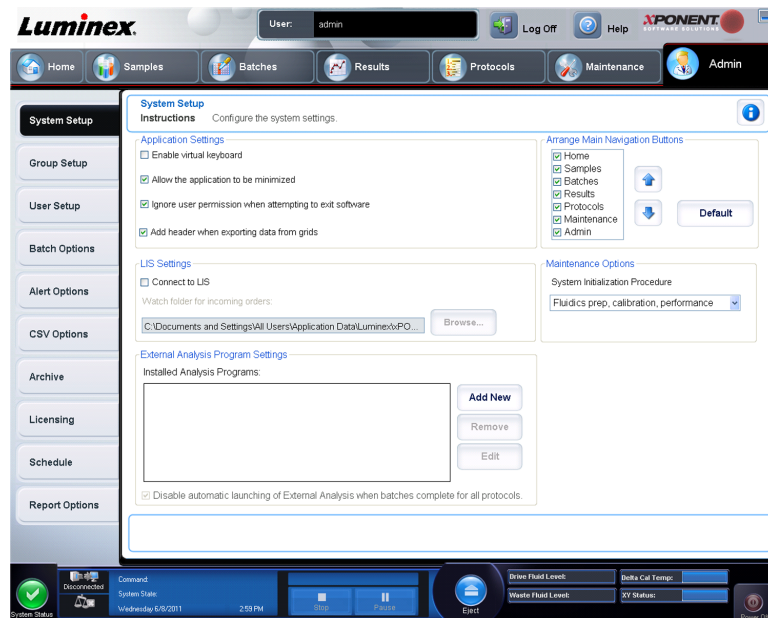 Luminex.
User: admin
Log Off
Help
XPONENT.
SOFTWARE SOLUTIONS
Home
Samples
Batches
Results
Protocols
Maintenance
Admin
System Setup
Group Setup
User Setup
Batch Options
Alert Options
CSV Options
Archive
Licensing
Schedule
Report Options
System Setup
Instructions Configure the system settings.
Application Settings
Enable virtual keyboard
Allow the application to be minimized
Ignore user permission when attempting to exit software
Add header when exporting data from grids
Arrange Main Navigation Buttons
Home
Samples
Batches
Results
Protocols
Maintenance
Admin
Default
LIS Settings
Connect to LIS
Watch folder for incoming orders:
C:\Documents and Settings\All Users\Application Data\Luminex\xPO...
Browse...
Maintenance Options
System Initialization Procedure
Fluidics prep, calibration, performance
External Analysis Program Settings
Installed Analysis Programs:
Add New
Remove
Edit
Disable automatic launching of External Analysis when batches complete for all protocols.
System Status
Disconnected
Command:
System State:
Wednesday 6/8/2011 2:59 PM
Stop
Pause
Eject
Drive Fluid Level:
Waste Fluid Level:
Delta Cal Temp:
XY Status:
Power Of